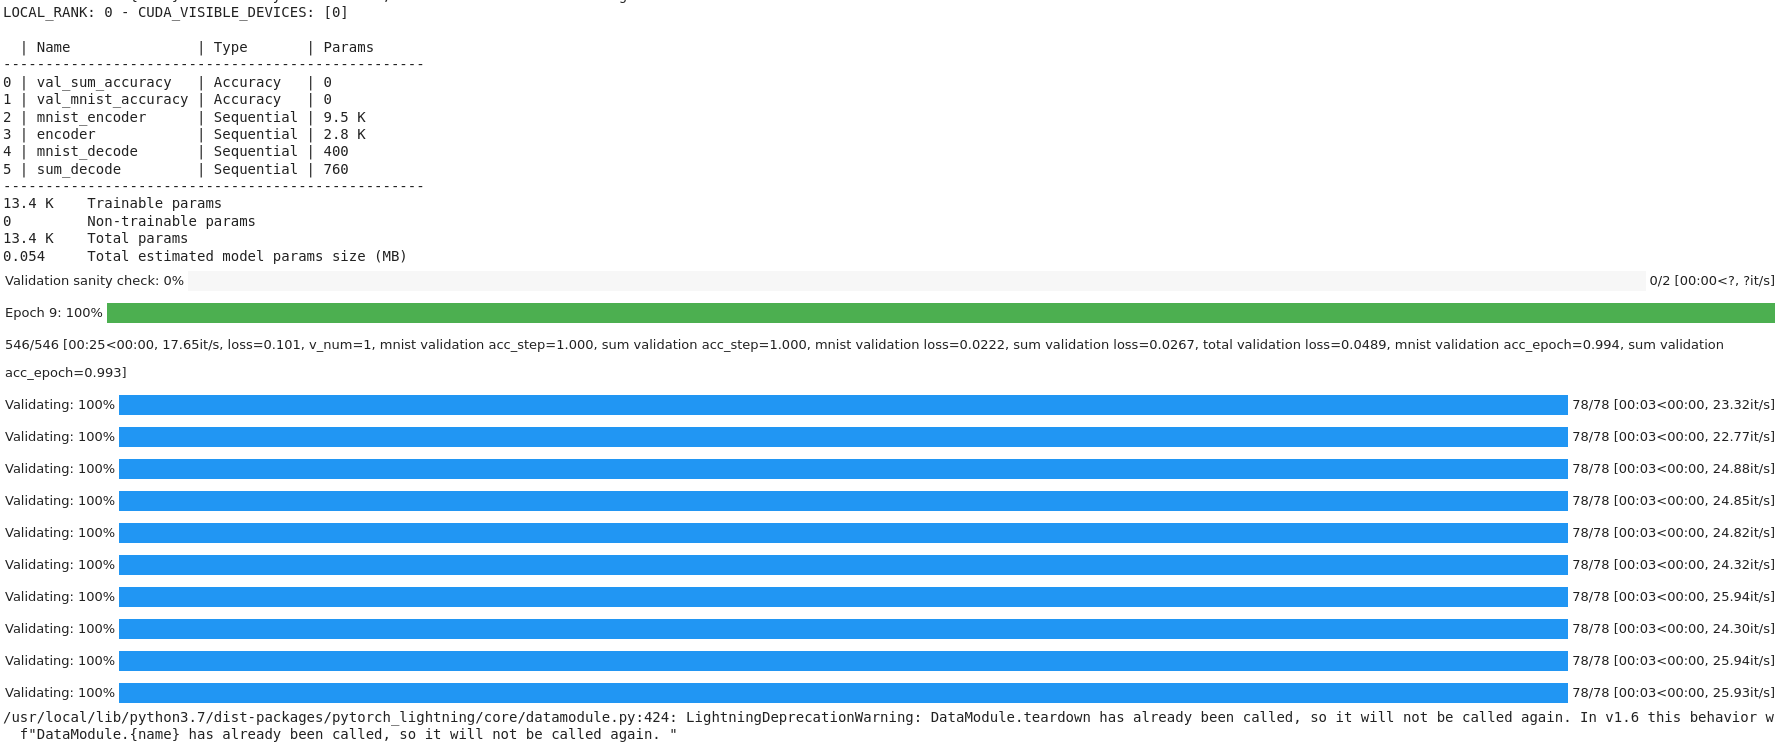 LOCAL_RANK: 0 - CUDA_VISIBLE_DEVICES: [0]
  | Name               | Type       | Params
--------------------------------------------------
0 | val_sum_accuracy   | Accuracy   | 0
1 | val_mnist_accuracy | Accuracy   | 0
2 | mnist_encoder      | Sequential | 9.5 K
3 | encoder            | Sequential | 2.8 K
4 | mnist_decode       | Sequential | 400
5 | sum_decode         | Sequential | 760
--------------------------------------------------
13.4 K    Trainable params
0         Non-trainable params
13.4 K    Total params
0.054     Total estimated model params size (MB)
Validation sanity check: 0% 0/2 [00:00<?, ?it/s]
Epoch 9: 100%
546/546 [00:25<00:00, 17.65it/s, loss=0.101, v_num=1, mnist validation acc_step=1.000, sum validation acc_step=1.000, mnist validation loss=0.0222, sum validation loss=0.0267, total validation loss=0.0489, mnist validation acc_epoch=0.994, sum validation
acc_epoch=0.993]
Validating: 100% 78/78 [00:03<00:00, 23.32it/s]
Validating: 100% 78/78 [00:03<00:00, 22.77it/s]
Validating: 100% 78/78 [00:03<00:00, 24.88it/s]
Validating: 100% 78/78 [00:03<00:00, 24.85it/s]
Validating: 100% 78/78 [00:03<00:00, 24.82it/s]
Validating: 100% 78/78 [00:03<00:00, 24.32it/s]
Validating: 100% 78/78 [00:03<00:00, 25.94it/s]
Validating: 100% 78/78 [00:03<00:00, 24.30it/s]
Validating: 100% 78/78 [00:03<00:00, 25.94it/s]
Validating: 100% 78/78 [00:03<00:00, 25.93it/s]
/usr/local/lib/python3.7/dist-packages/pytorch_lightning/core/datamodule.py:424: LightningDeprecationWarning: DataModule.teardown has already been called, so it will not be called again. In v1.6 this behavior w
  f"DataModule.{name} has already been called, so it will not be called again. "